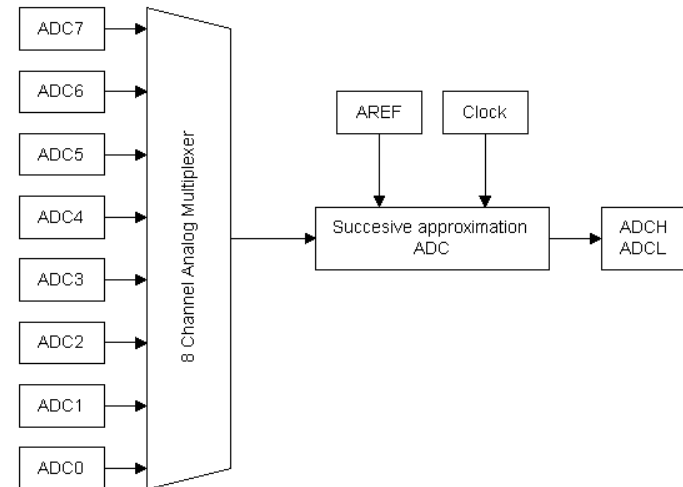 ADC7
ADC6
ADC5
ADC4
ADC3
ADC2
ADC1
ADC0
8 Channel Analog Multiplexer
AREF
Clock
Succesive approximation
ADC
ADCH
ADCL